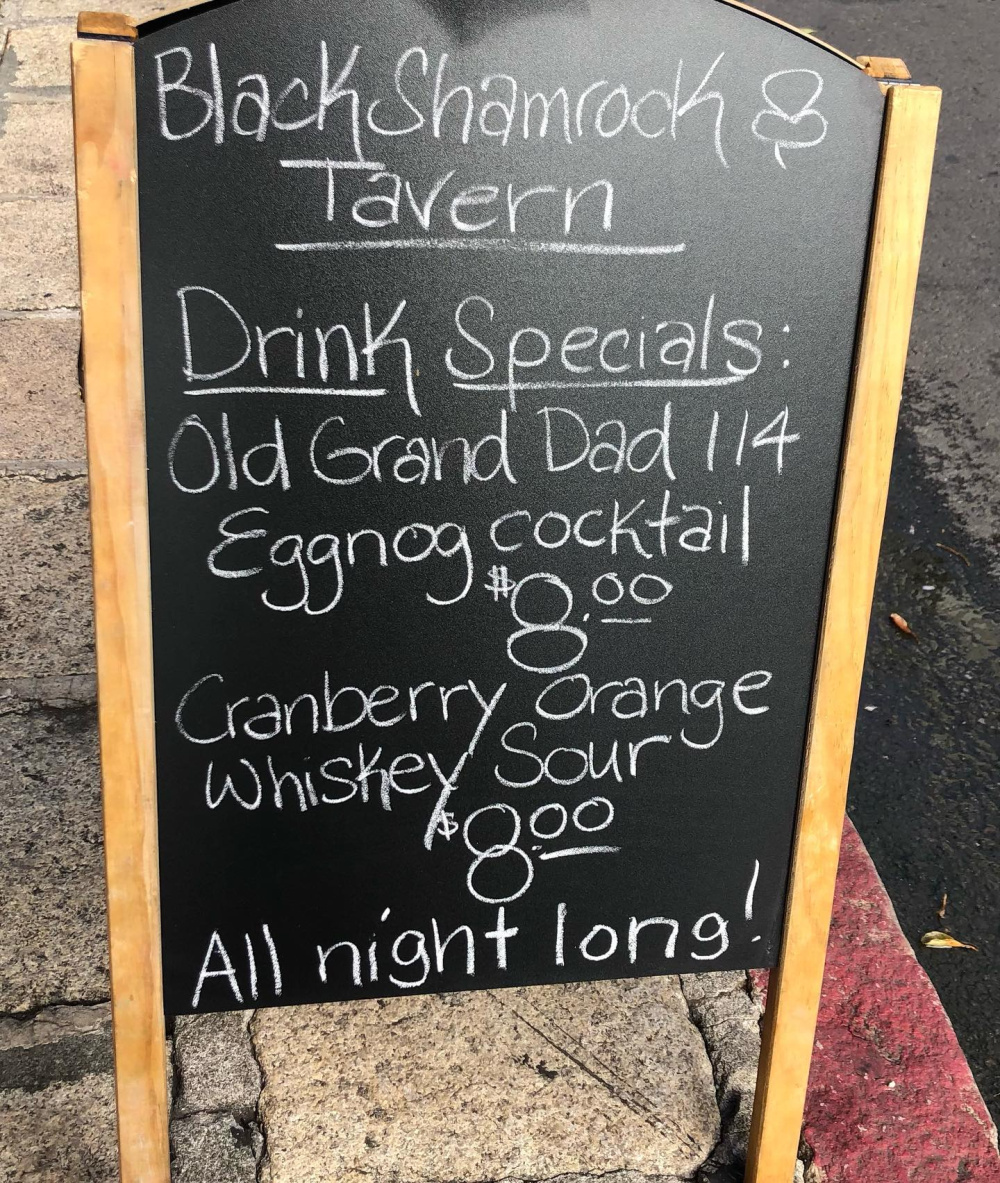 Black Shamrock
Tavern
Drink Specials:
Old Grand Dad 114
Eggnog cocktail
$8.00
Cranberry Orange
Whiskey Sour
$8.00
All night long!